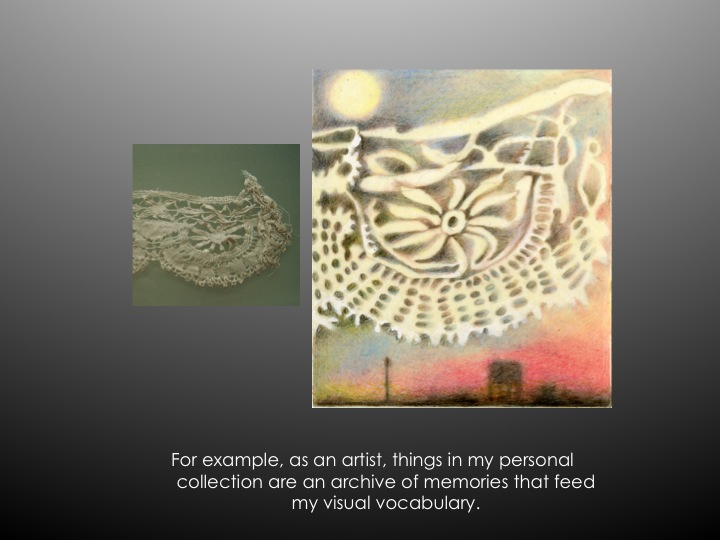 For example, as an artist, things in my personal
collection are an archive of memories that feed
my visual vocabulary.